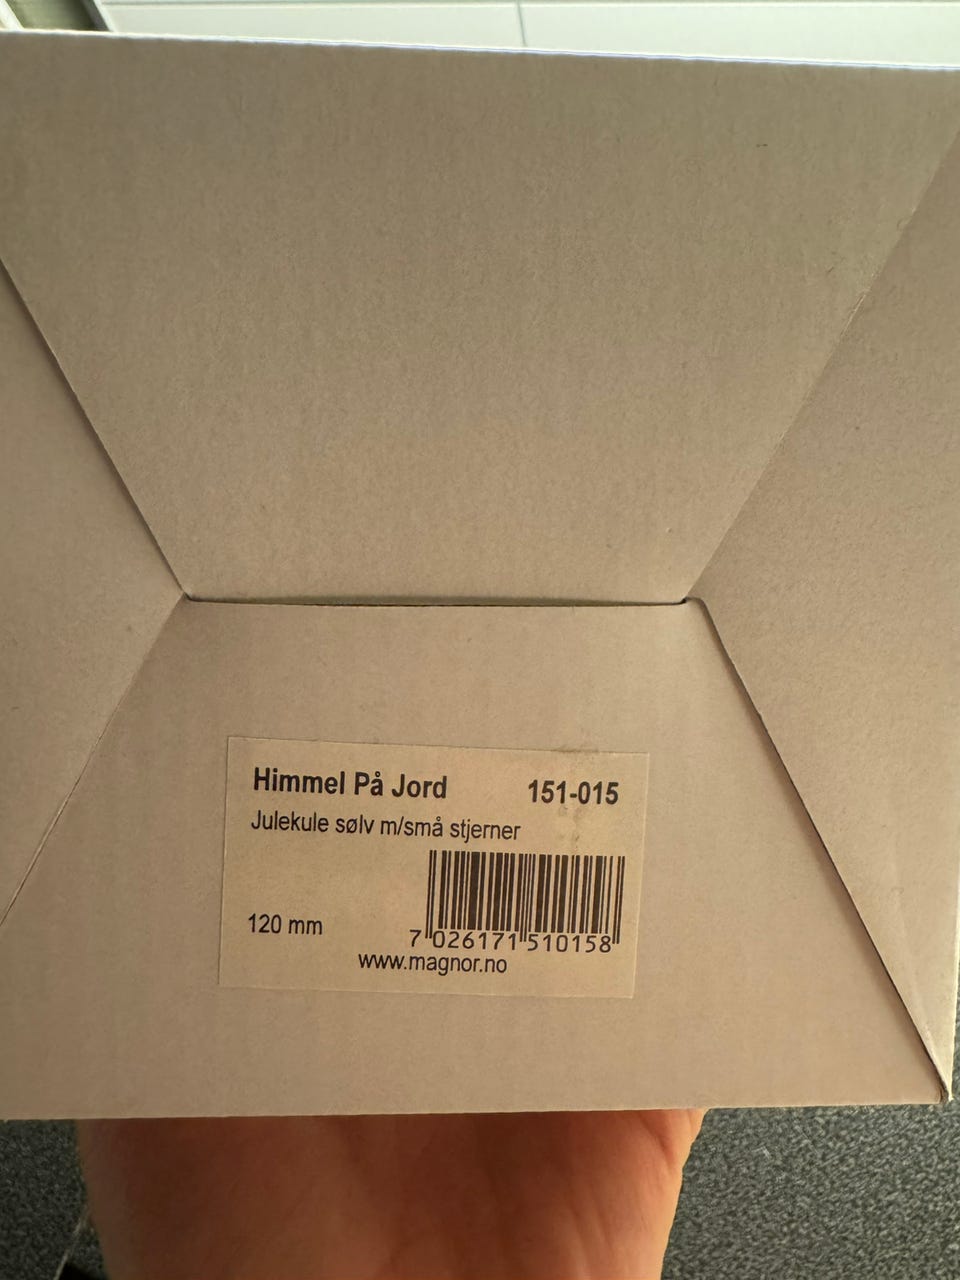 Himmel På Jord 151-015
Julekule sølv m/små stjerner
120 mm
7 026171 510158
www.magnor.no